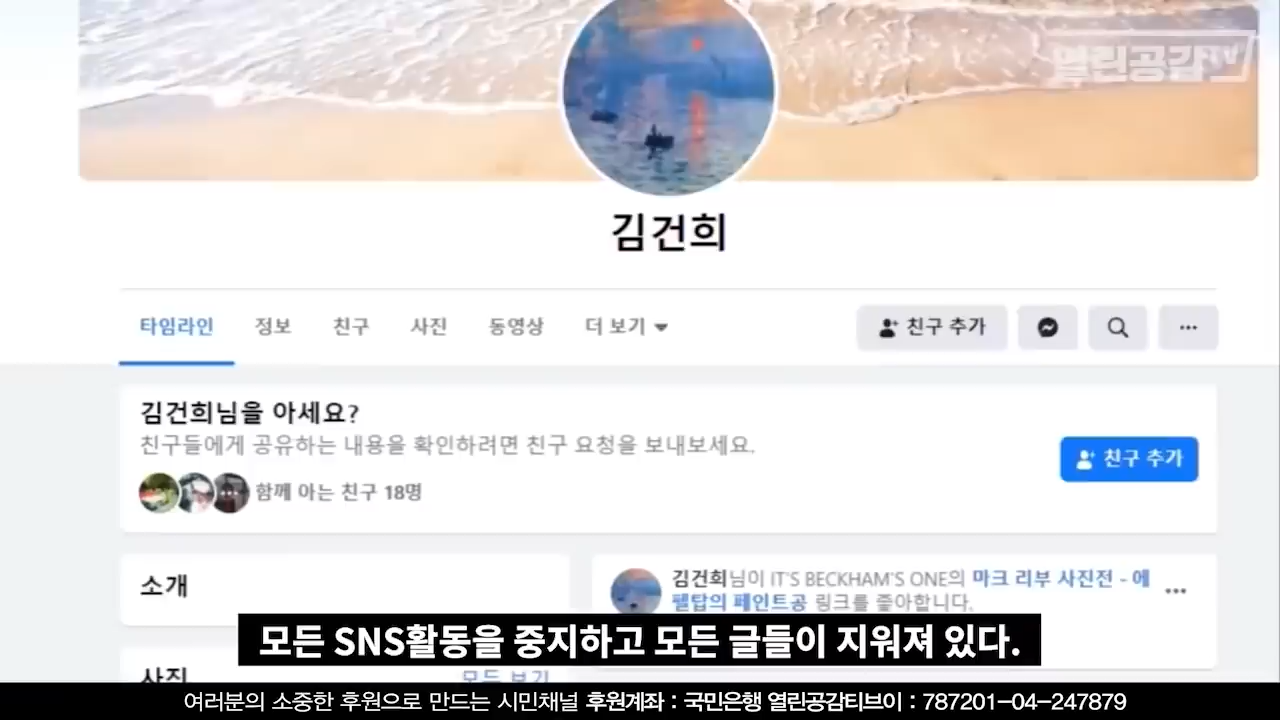 열린공감TV
김건희
타임라인 정보 친구 사진 동영상 더 보기 친구 추가
김건희님을 아세요?
친구들에게 공유하는 내용을 확인하려면 친구 요청을 보내보세요.
친구 추가
함께 아는 친구 18명
소개
김건희님이 IT'S BECKHAM'S ONE의 마크 리부 사진전 - 에
펠탑의 페인트공 링크를 좋아합니다.
모든 SNS활동을 중지하고 모든 글들이 지워져 있다.
사진 모두 보기
여러분의 소중한 후원으로 만드는 시민채널 후원계좌 : 국민은행 열린공감티브이 : 787201-04-247879